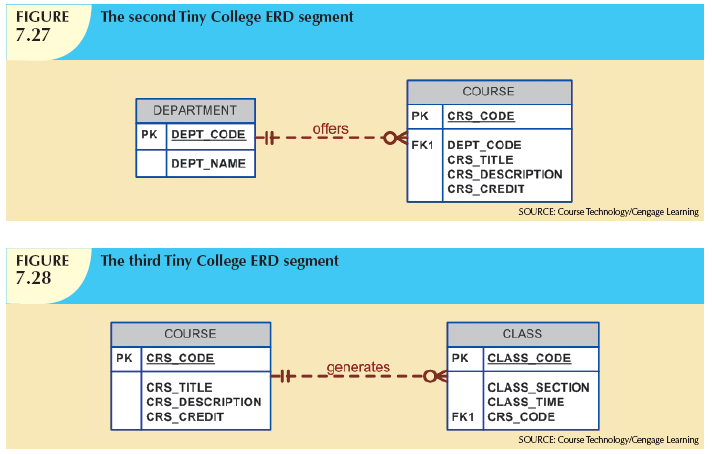 FIGURE
7.27
The second Tiny College ERD segment
DEPARTMENT
PK DEPT_CODE
DEPT_NAME
offers
COURSE
PK CRS_CODE
FK1 DEPT_CODE
CRS_TITLE
CRS_DESCRIPTION
CRS_CREDIT
SOURCE: Course Technology/Cengage Learning
FIGURE
7.28
The third Tiny College ERD segment
COURSE
PK CRS_CODE
CRS_TITLE
CRS_DESCRIPTION
CRS_CREDIT
generates
CLASS
PK CLASS_CODE
CLASS_SECTION
CLASS_TIME
FK1 CRS_CODE
SOURCE: Course Technology/Cengage Learning